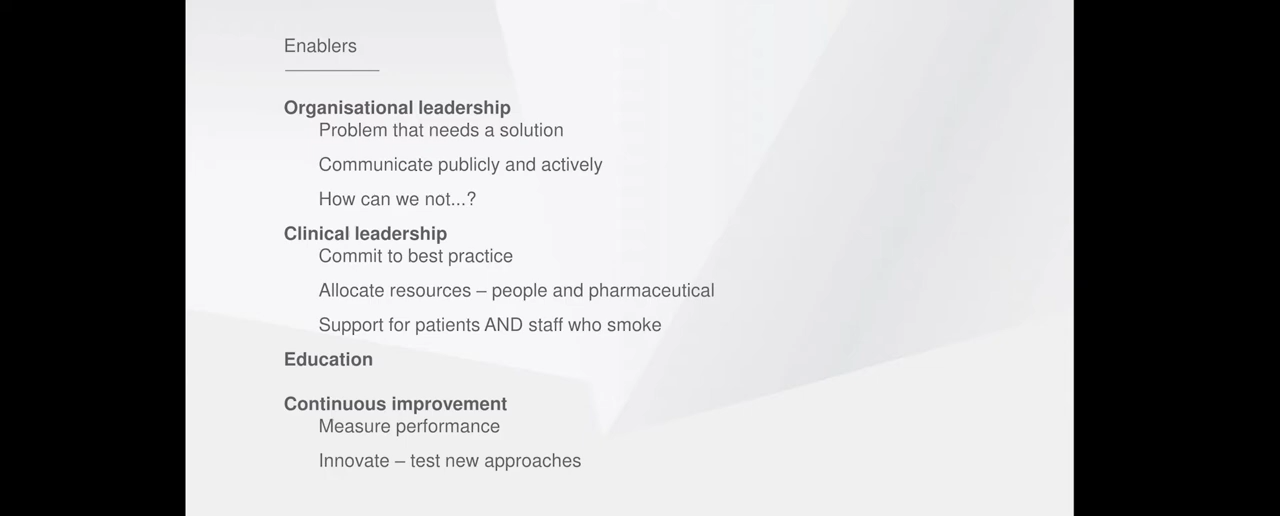 Enablers
Organisational leadership
Problem that needs a solution
Communicate publicly and actively
How can we not...?
Clinical leadership
Commit to best practice
Allocate resources – people and pharmaceutical
Support for patients AND staff who smoke
Education
Continuous improvement
Measure performance
Innovate – test new approaches